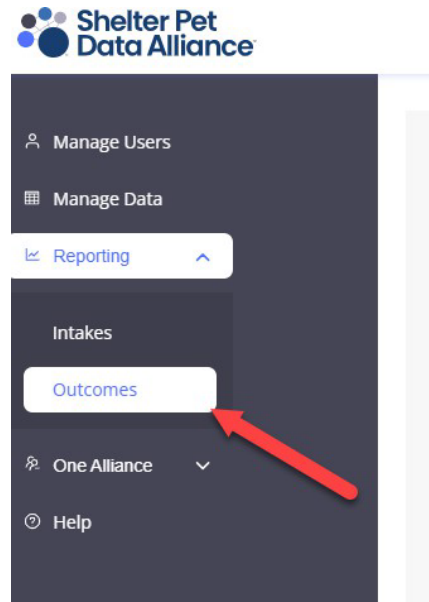 Shelter Pet
Data Alliance
Manage Users
Manage Data
Reporting
Intakes
Outcomes
One Alliance
Help